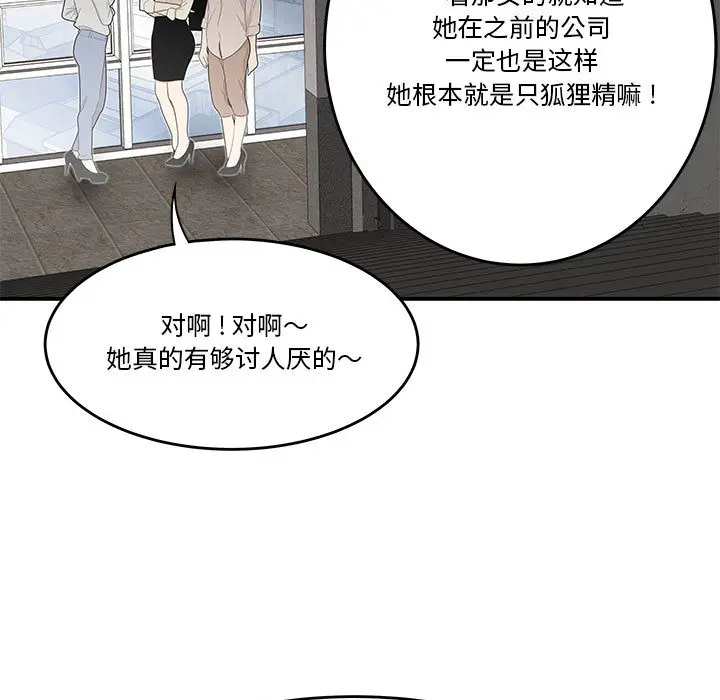 她在之前的公司
一定也是这样
她根本就是只狐狸精嘛！
对啊！对啊～
她真的有够讨人厌的～